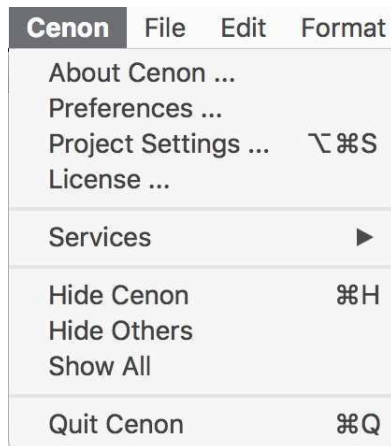 Cenon File Edit Format
About Cenon ...
Preferences ...
Project Settings ... ⌥⌘S
License ...
Services ▶
Hide Cenon ⌘H
Hide Others
Show All
Quit Cenon ⌘Q